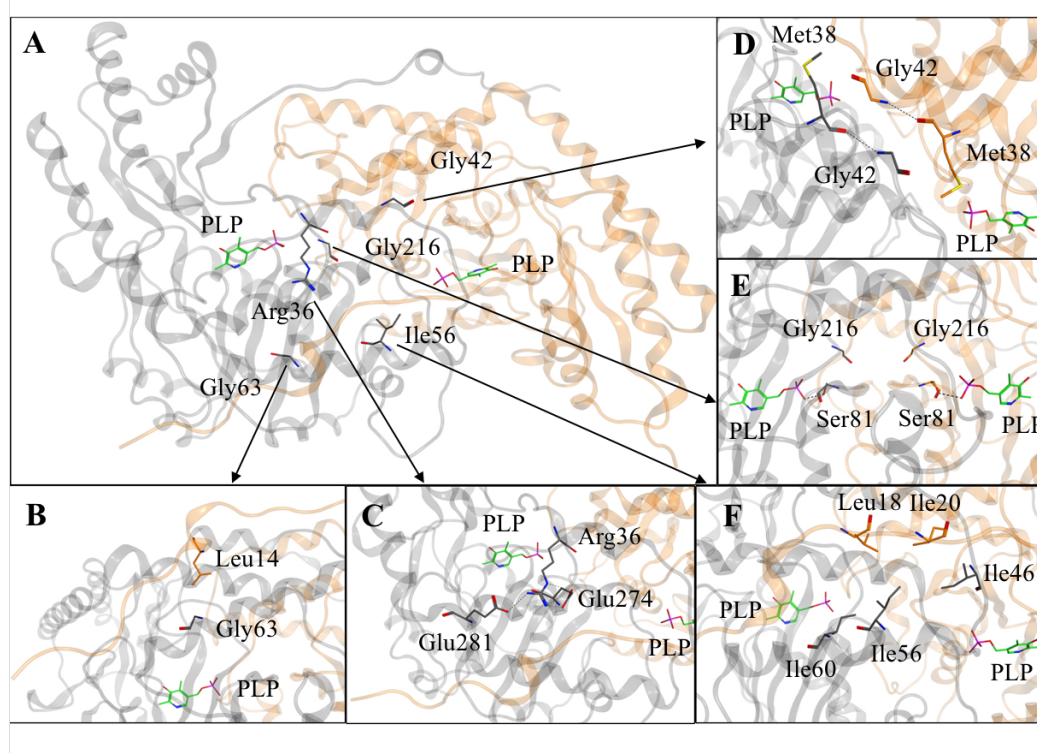 A
Gly42
PLP
Gly216
PLP
Arg36
Ile56
Gly63
D
Met38
Gly42
PLP
Gly42
Met38
PLP
E
Gly216
Gly216
PLP
Ser81
Ser81
PLP
B
Leu14
Gly63
PLP
C
PLP
Arg36
Glu274
Glu281
PLP
F
Leu18
Ile20
Ile46
PLP
Ile60
Ile56
PLP